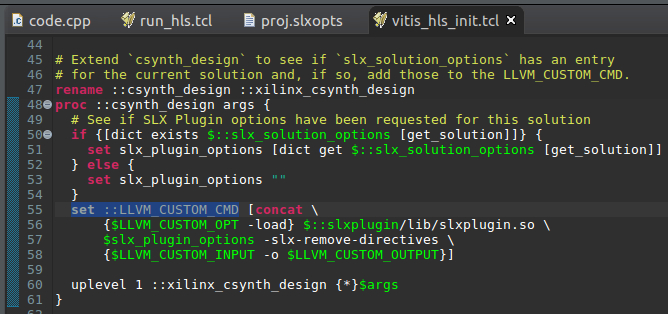 code.cpp run_hls.tcl proj.slxopts vitis_hls_init.tcl
44
45 # Extend `csynth_design` to see if `slx_solution_options` has an entry
46 # for the current solution and, if so, add those to the LLVM_CUSTOM_CMD.
47 rename ::csynth_design ::xilinx_csynth_design
48 proc ::csynth_design args {
49 # See if SLX Plugin options have been requested for this solution
50 if {[dict exists $::slx_solution_options [get_solution]]} {
51 set slx_plugin_options [dict get $::slx_solution_options [get_solution]]
52 } else {
53 set slx_plugin_options ""
54 }
55 set ::LLVM_CUSTOM_CMD [concat \
56 {$LLVM_CUSTOM_OPT -load} $::slxplugin/lib/slxplugin.so \
57 $slx_plugin_options -slx-remove-directives \
58 {$LLVM_CUSTOM_INPUT -o $LLVM_CUSTOM_OUTPUT}]
59
60 uplevel 1 ::xilinx_csynth_design {*}$args
61 }